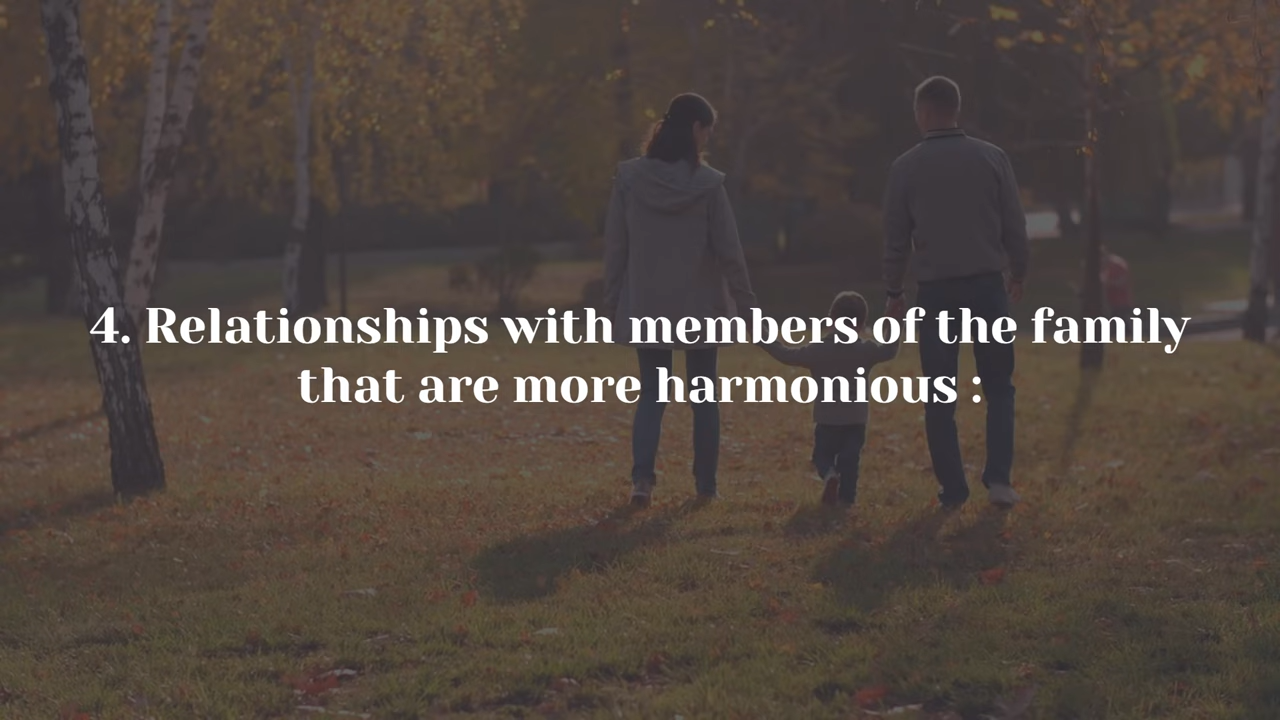 4. Relationships with members of the family
that are more harmonious :